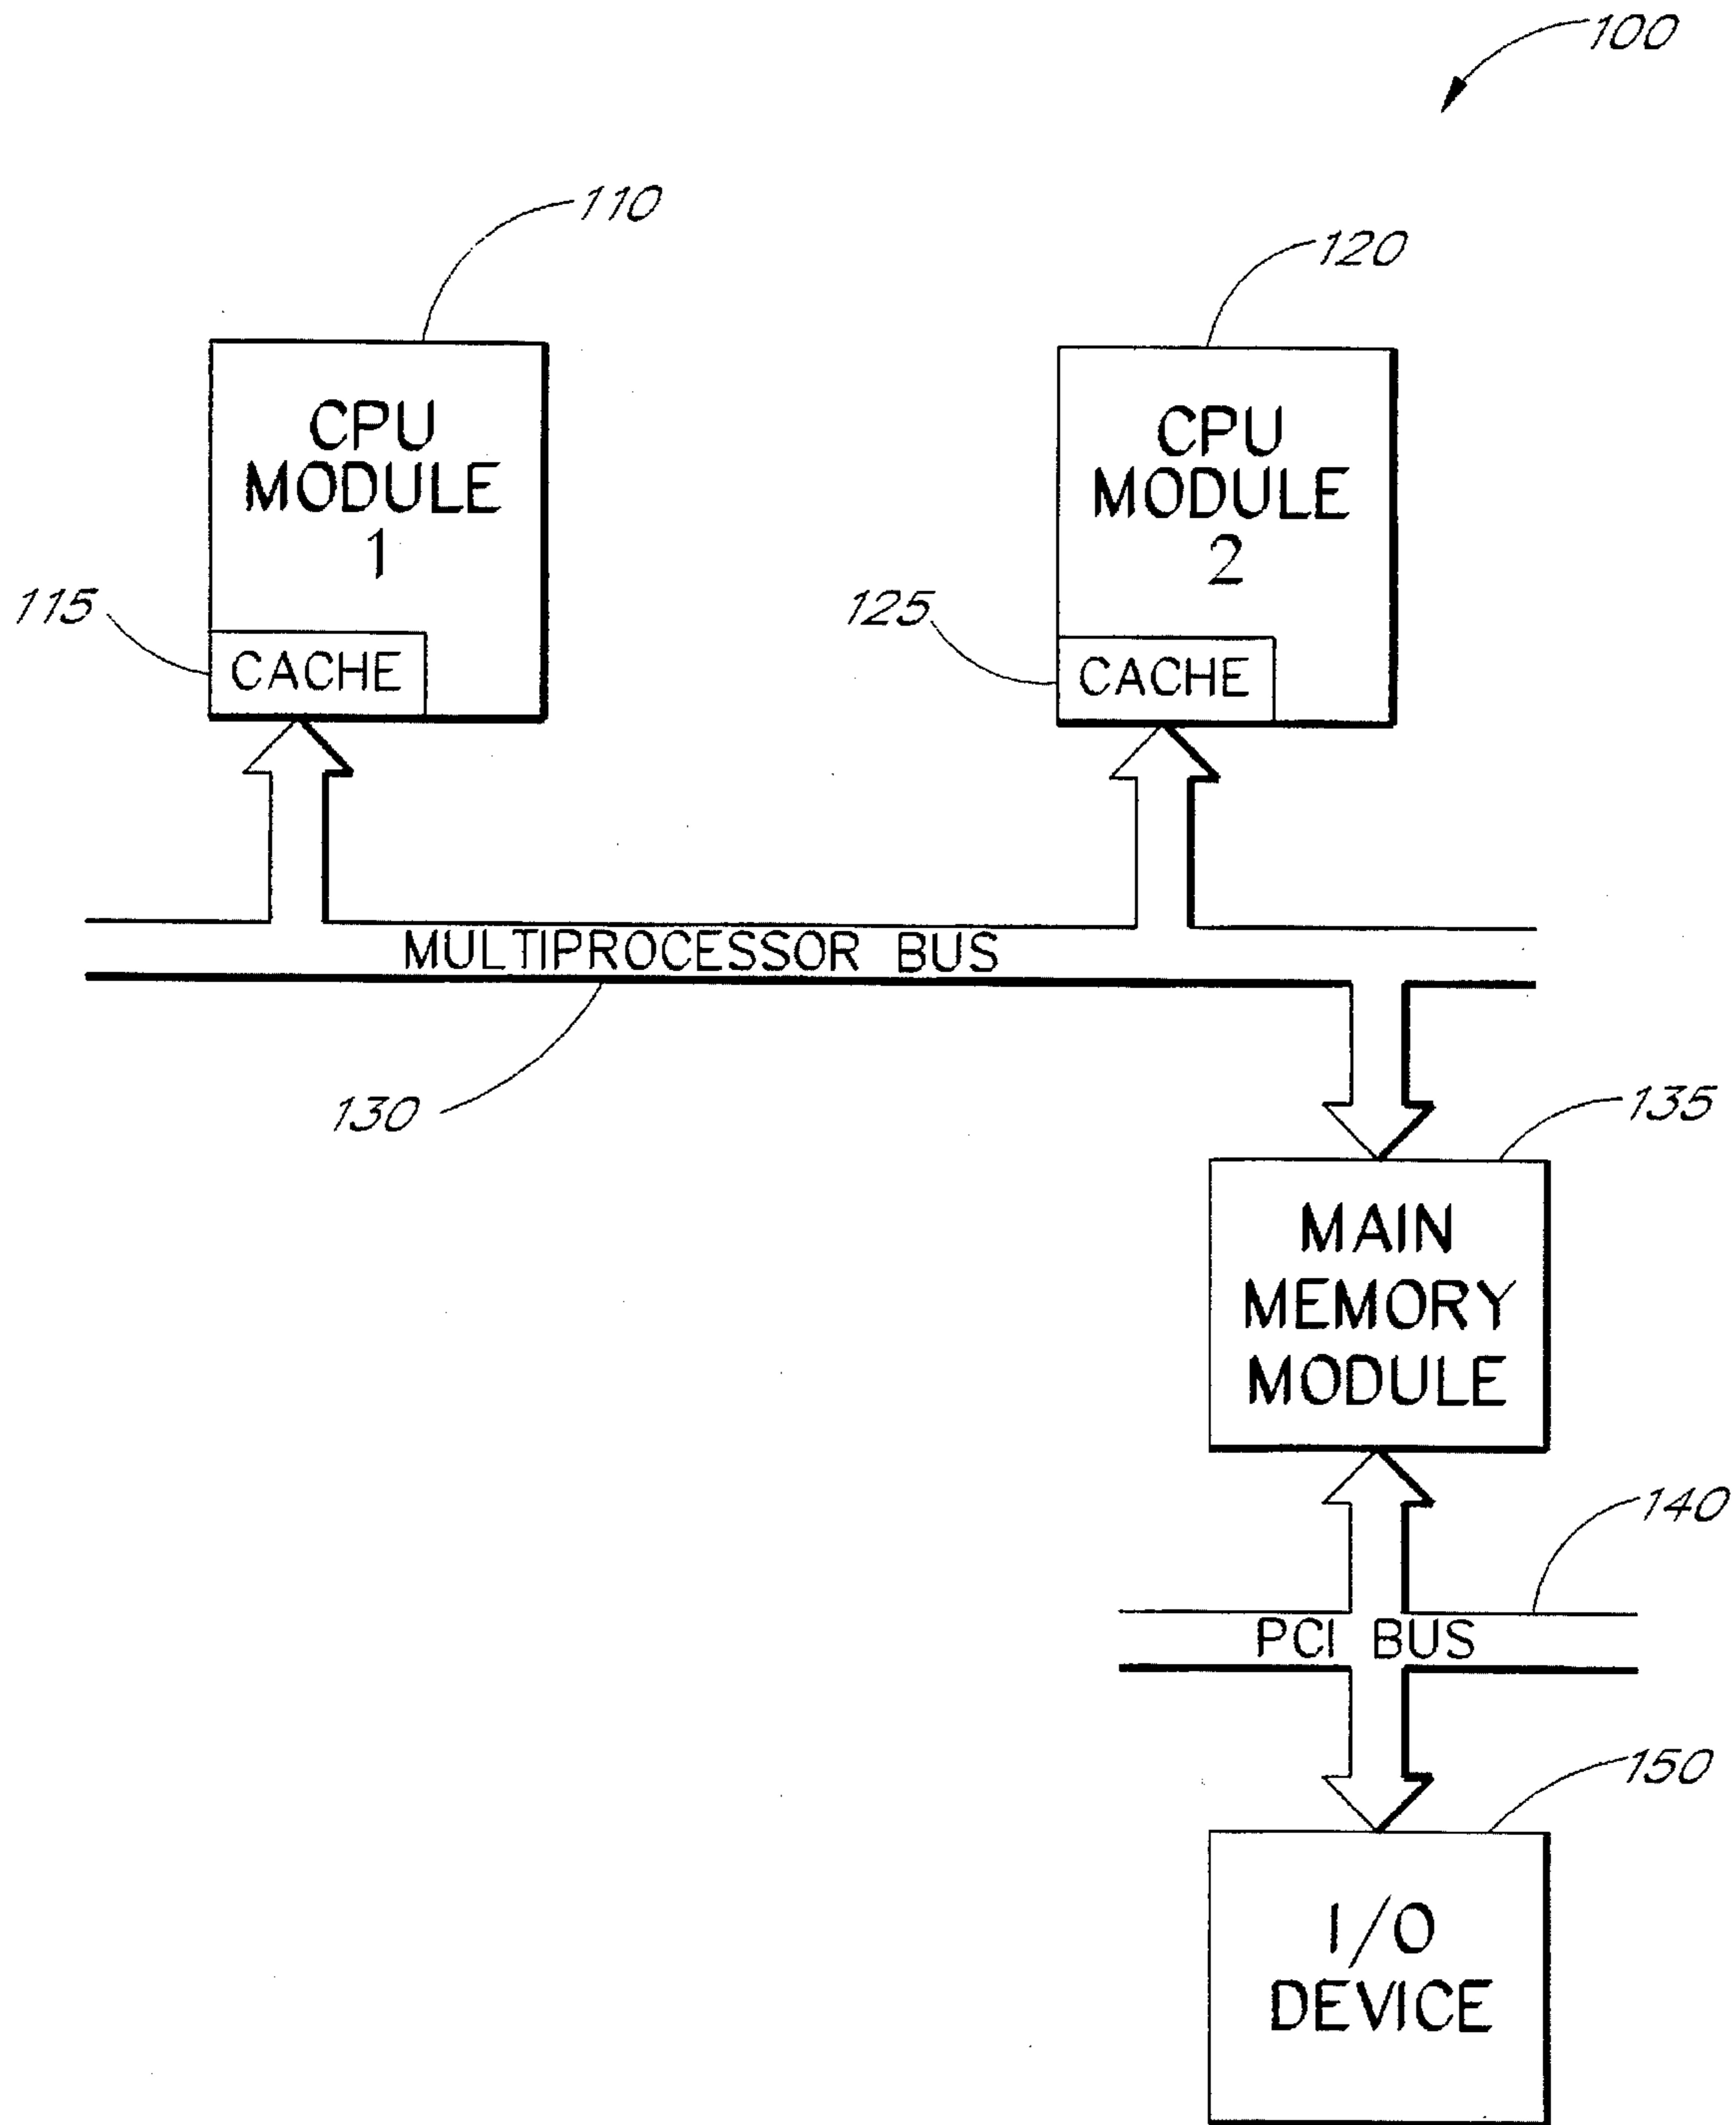 100
110
120
CPU
MODULE
1
CPU
MODULE
2
115
CACHE
125
CACHE
MULTIPROCESSOR BUS
130
135
MAIN
MEMORY
MODULE
140
PCI BUS
150
I/O
DEVICE